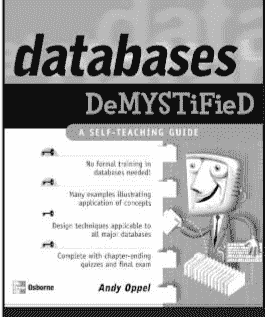 databases
DeMYSTiFieD
A SELF-TEACHING GUIDE
No formal training in
databases needed!
Many examples illustrating
application of concepts
Design techniques applicable to
all major databases
Complete with chapter-ending
quizzes and final exam
Osborne
Andy Oppel